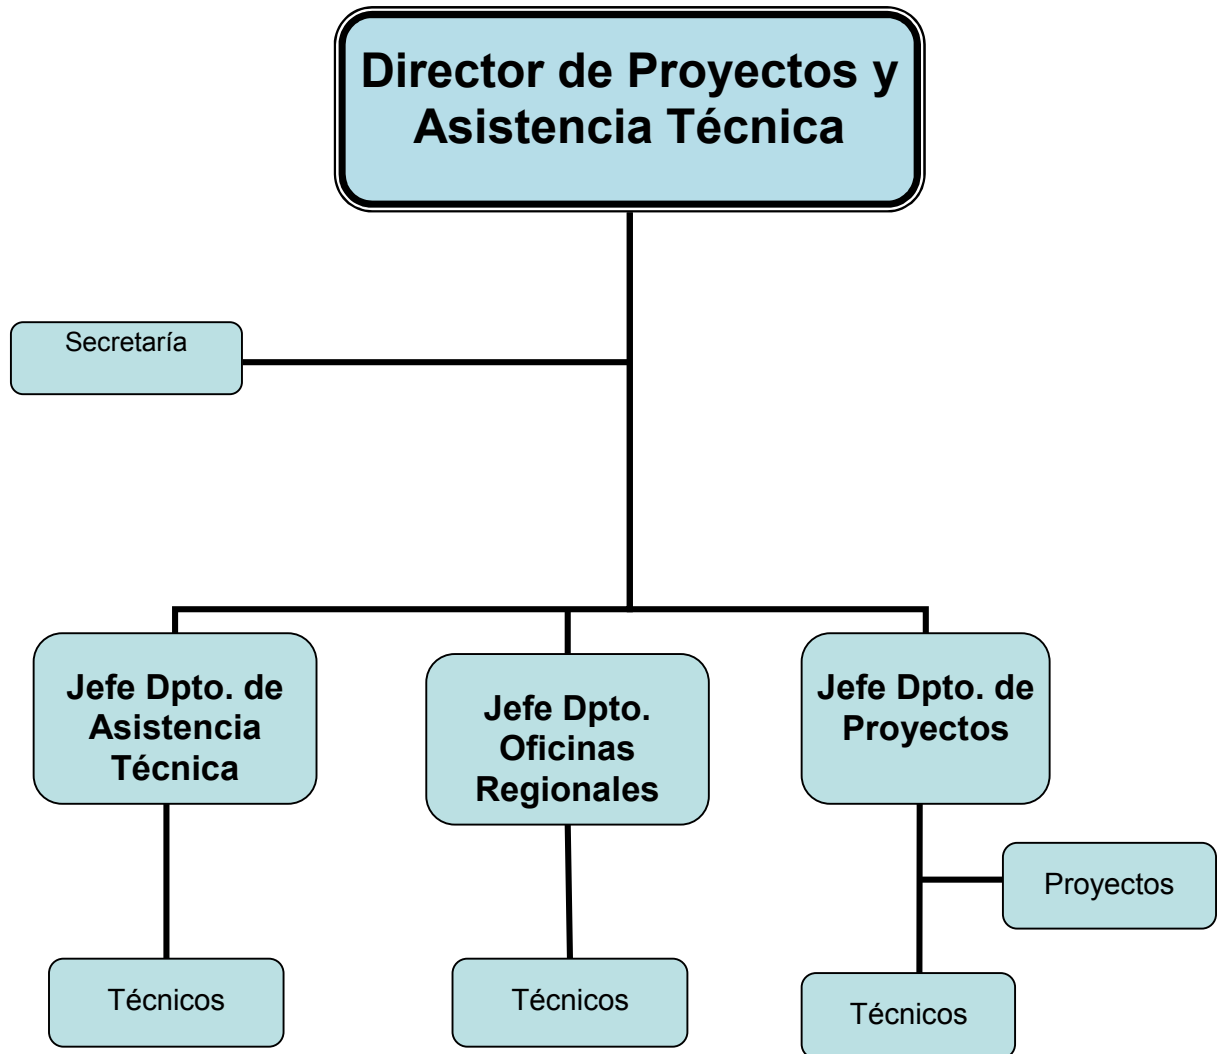 Director de Proyectos y
Asistencia Técnica
Secretaría
Jefe Dpto. de
Asistencia
Técnica
Jefe Dpto.
Oficinas
Regionales
Jefe Dpto. de
Proyectos
Proyectos
Técnicos
Técnicos
Técnicos